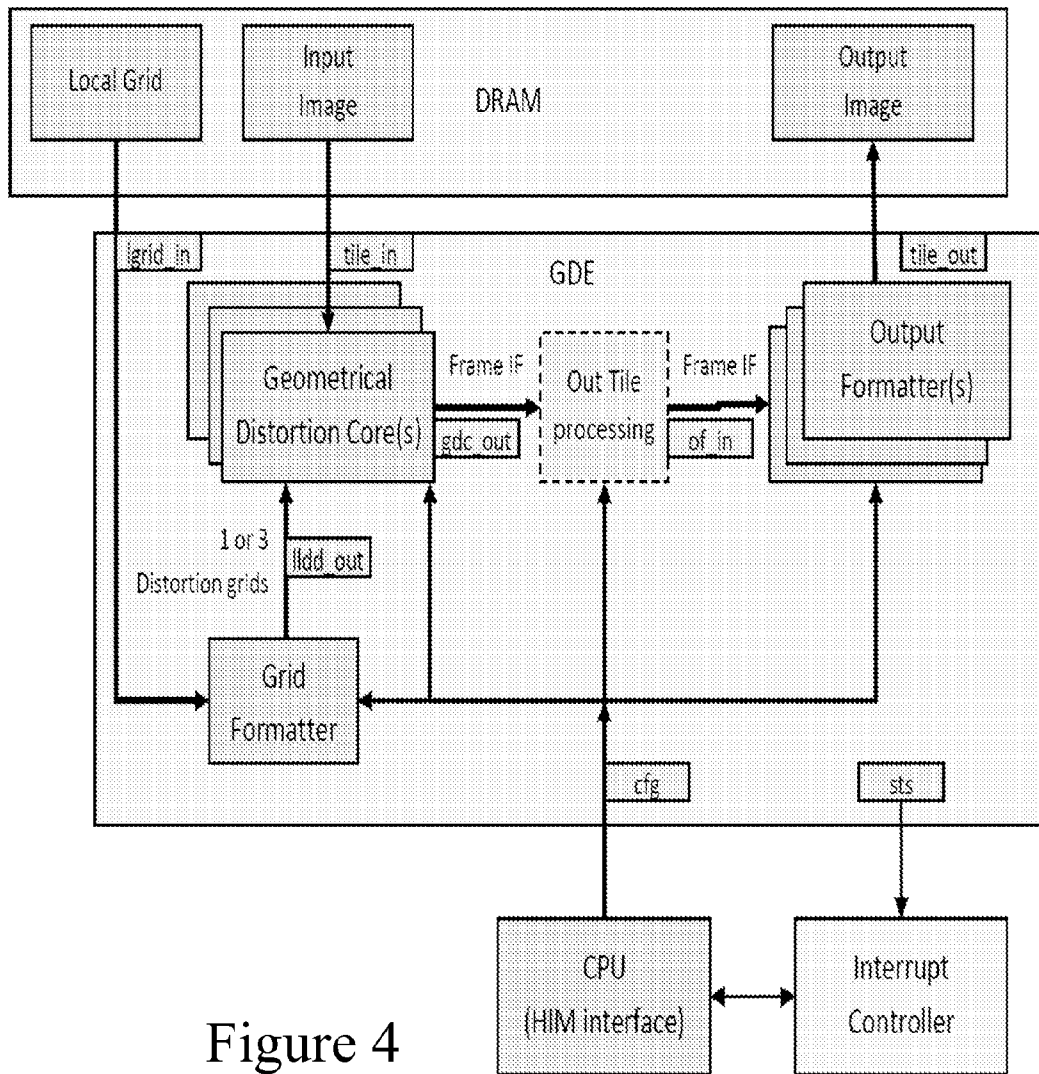 Local Grid
Input
Image
DRAM
Output
Image
lgrid_in
tile_in
GDE
tile_out
Geometrical
Distortion Core(s)
Frame IF
gdc_out
Out Tile
processing
Frame IF
of_in
Output
Formatter(s)
1 or 3
Distortion grids
lldd_out
Grid
Formatter
cfg
sts
CPU
(HIM interface)
Interrupt
Controller
Figure 4